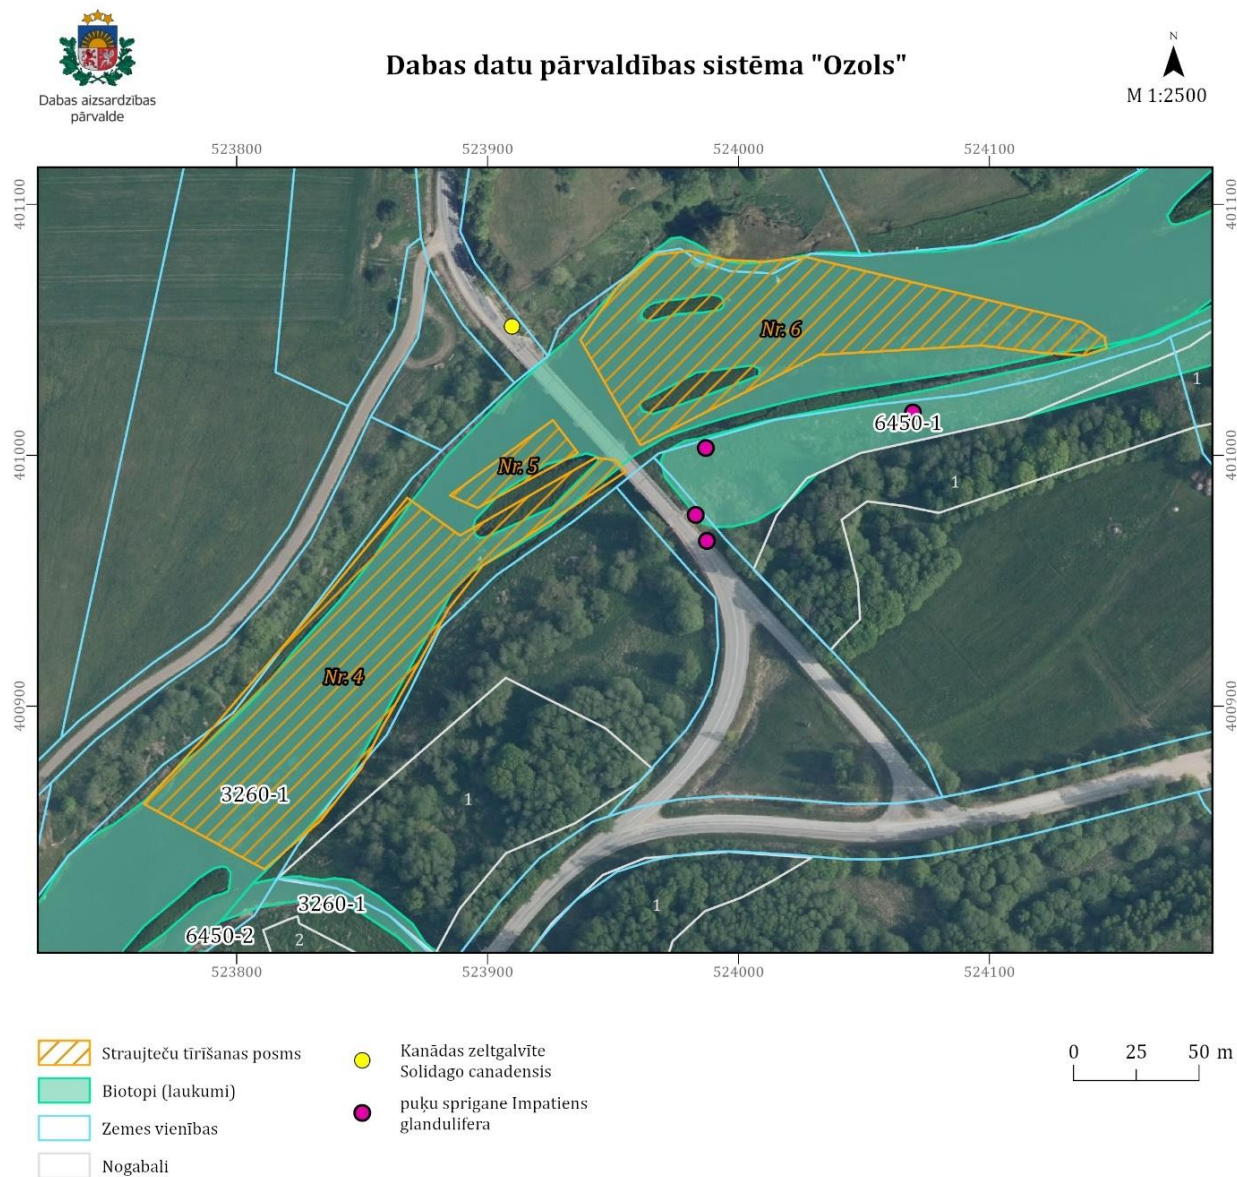 Dabas aizsardzības
pārvalde
Dabas datu pārvaldības sistēma "Ozols"
N
M 1:2500
523800
523900
524000
524100
401100
401100
Nr. 6
1
6450-1
401000
401000
Nr. 5
1
Nr. 4
400900
400900
3260-1
1
3260-1
1
6450-2
2
523800
523900
524000
524100
Straujteču tīrīšanas posms
Biotopi (laukumi)
Zemes vienības
Nogabali
Kanādas zeltgalvīte
Solidago canadensis
puķu sprigane Impatiens
glandulifera
0 25 50 m